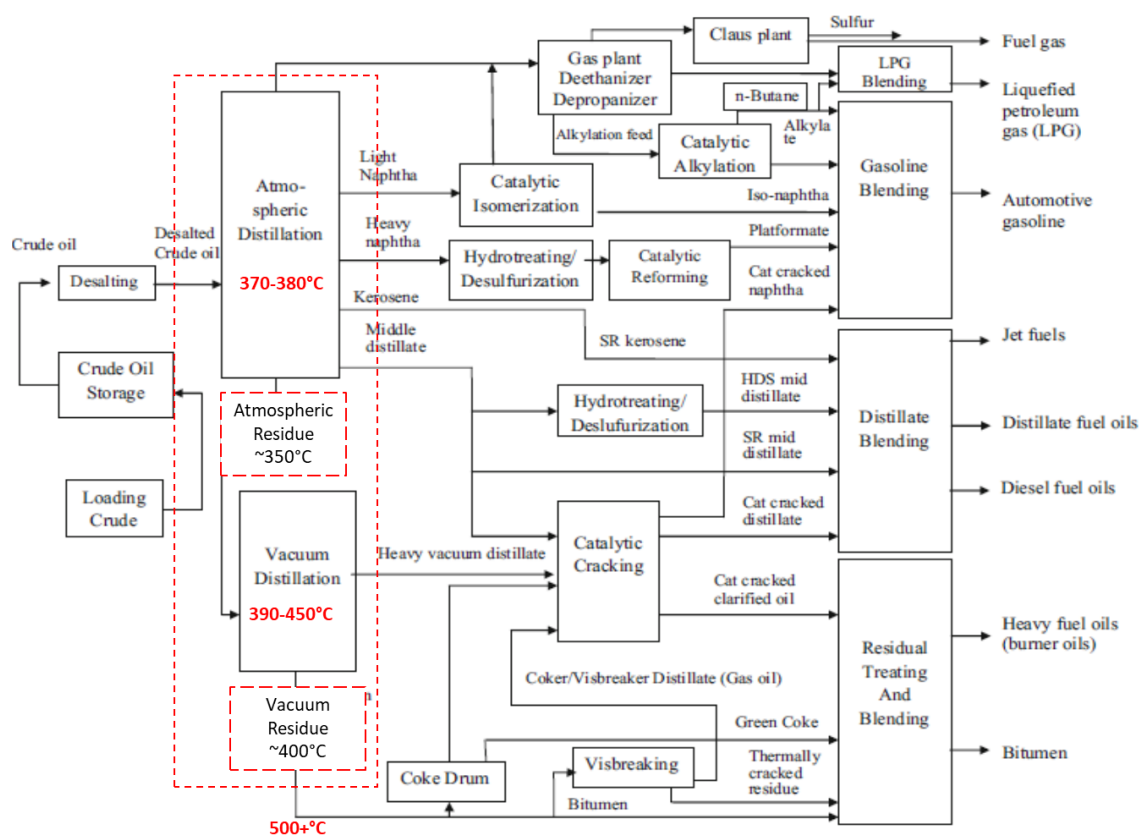 Sulfur
Claus plant
Fuel gas
Gas plant
Deethanizer
Depropanizer
LPG
Blending
Liquefied
petroleum
gas (LPG)
n-Butane
Alkylation feed
Alkyla
te
Catalytic
Alkylation
Gasoline
Blending
Light
Naphtha
Catalytic
Isomerization
Iso-naphtha
Automotive
gasoline
Atmo-
spheric
Distillation
370-380°C
Crude oil
Desalted
Crude oil
Desalting
Heavy
naphtha
Hydrotreating/
Desulfurization
Catalytic
Reforming
Platformate
Cat cracked
naphtha
Kerosene
Middle
distillate
SR kerosene
Jet fuels
Crude Oil
Storage
HDS mid
distillate
Hydrotreating/
Deslufurization
Distillate
Blending
Distillate fuel oils
Atmospheric
Residue
~350°C
SR mid
distillate
Diesel fuel oils
Loading
Crude
Cat cracked
distillate
Vacuum
Distillation
390-450°C
Heavy vacuum distillate
Catalytic
Cracking
Cat cracked
clarified oil
Heavy fuel oils
(burner oils)
Residual
Treating
And
Blending
Coker/Visbreaker Distillate (Gas oil)
Vacuum
Residue
~400°C
Green Coke
Bitumen
Coke Drum
Visbreaking
Thermally
cracked
residue
Bitumen
500+°C